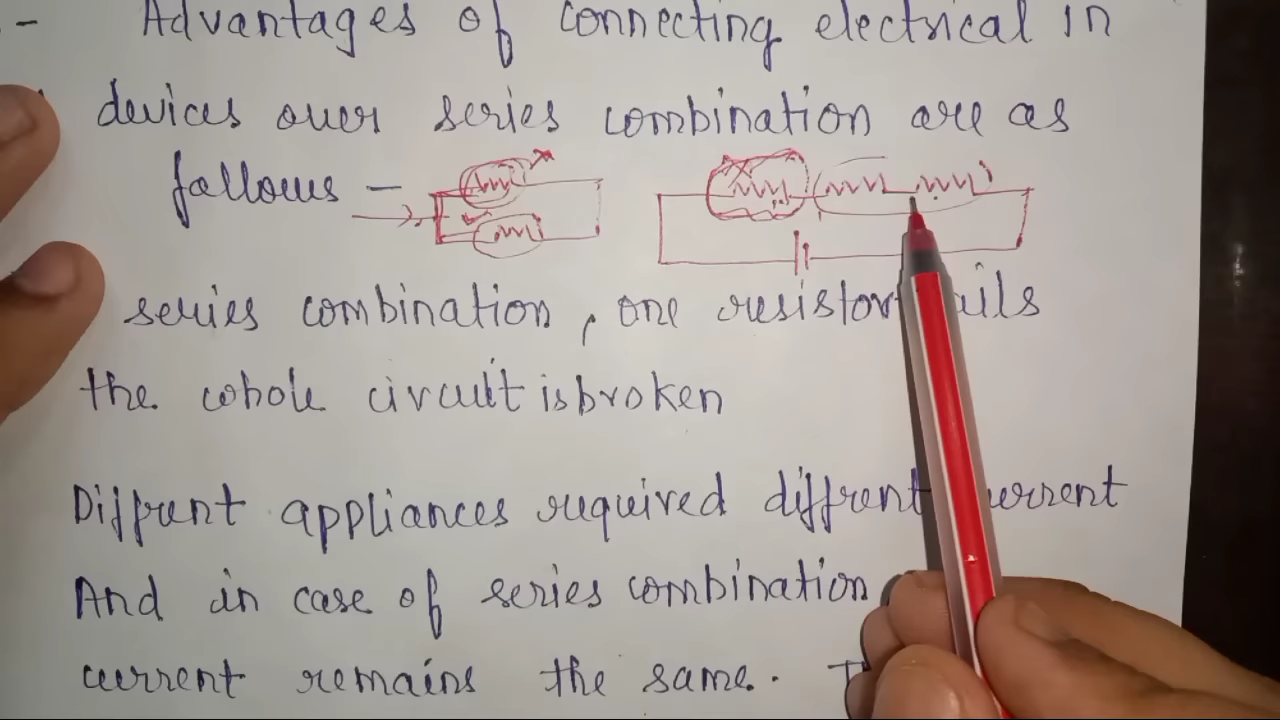 - Advantages of connecting electrical in
devices over series combination are as
follows -
series combination, one resistor
the whole circuit is broken
Diffrent appliances required diffrent
And in case of series combination
current remains the same.